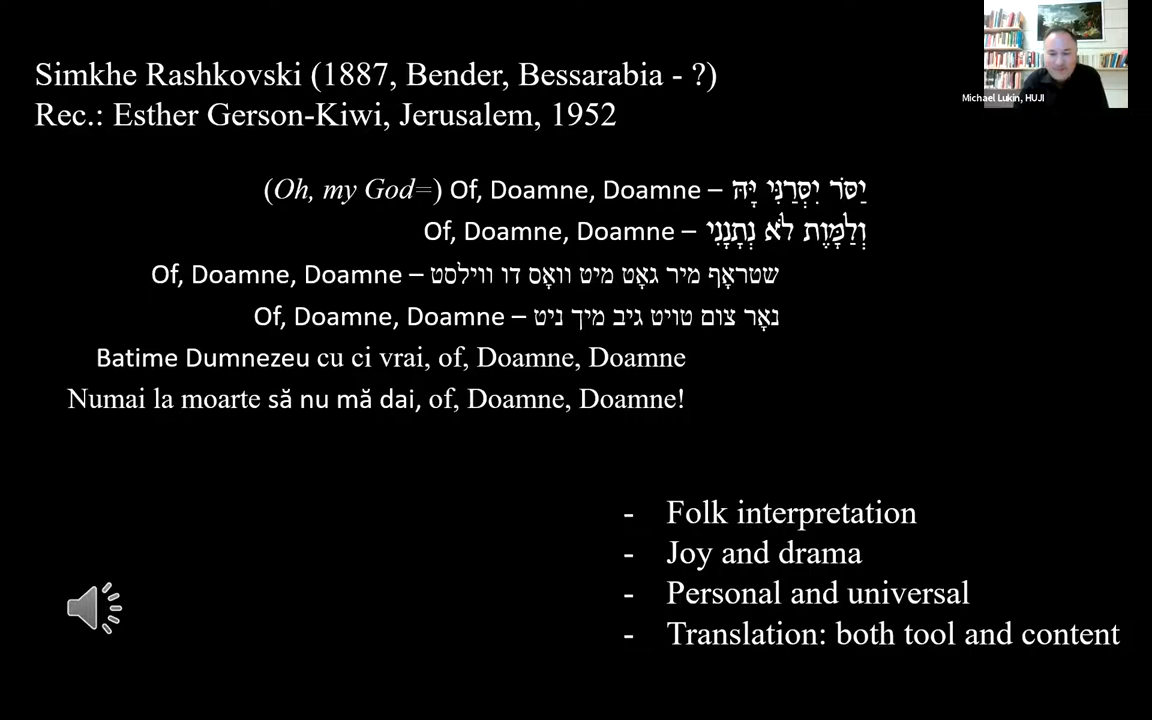 Simkhe Rashkovski (1887, Bender, Bessarabia - ?)
Rec.: Esther Gerson-Kiwi, Jerusalem, 1952
Michael Lukin, HUJI
(Oh, my God=) Of, Doamne, Doamne – יַסֹּר יִסְּרַנִּי יָּהּ
Of, Doamne, Doamne – וְלַמָּוֶת לֹא נְתָנָנִי
Of, Doamne, Doamne – שטראָף מיר גאָט מיט וואָס דו ווילסט
Of, Doamne, Doamne – נאָר צום טויט גיב מיך ניט
Batime Dumnezeu cu ci vrai, of, Doamne, Doamne
Numai la moarte să nu mă dai, of, Doamne, Doamne!
- Folk interpretation
- Joy and drama
- Personal and universal
- Translation: both tool and content